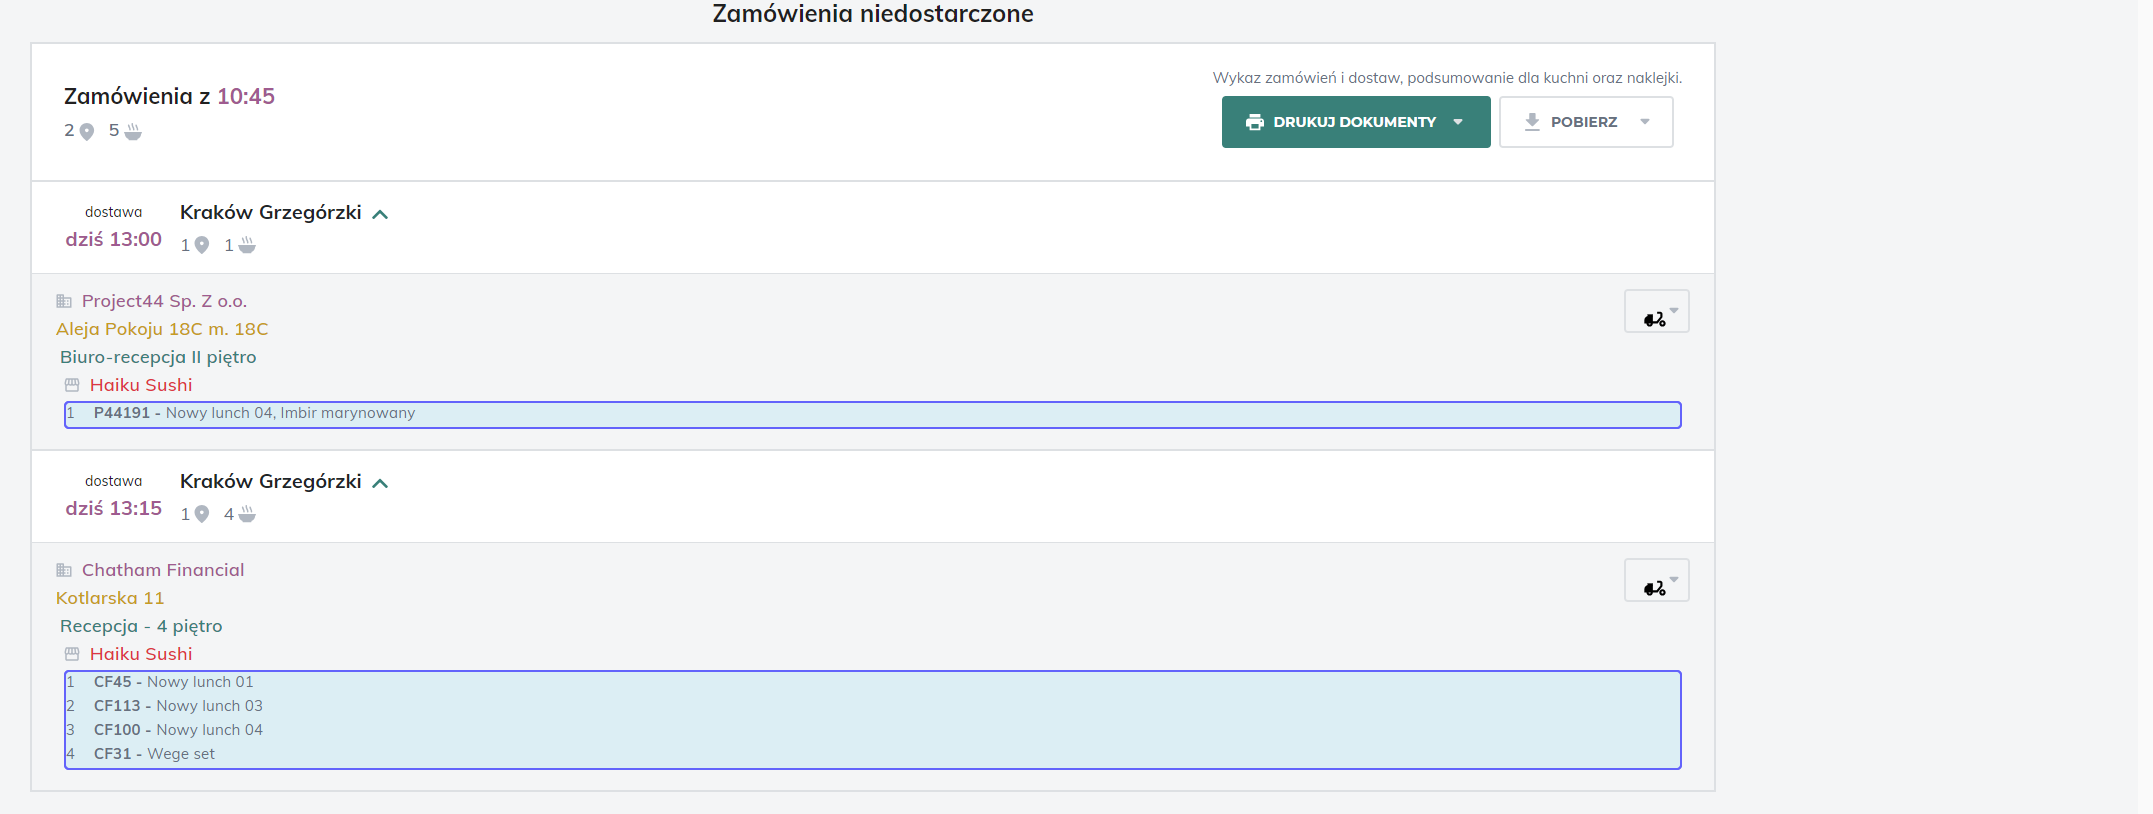 Zamówienia niedostarczone
Zamówienia z 10:45
2 5
Wykaz zamówień i dostaw, podsumowanie dla kuchni oraz naklejki.
DRUKUJ DOKUMENTY
POBIERZ
dostawa
dziś 13:00
Kraków Grzegórzki
1 1
Project44 Sp. Z o.o.
Aleja Pokoju 18C m. 18C
Biuro-recepcja II piętro
Haiku Sushi
1 P44191 - Nowy lunch 04, Imbir marynowany
dostawa
dziś 13:15
Kraków Grzegórzki
1 4
Chatham Financial
Kotlarska 11
Recepcja - 4 piętro
Haiku Sushi
1 CF45 - Nowy lunch 01
2 CF113 - Nowy lunch 03
3 CF100 - Nowy lunch 04
4 CF31 - Wege set